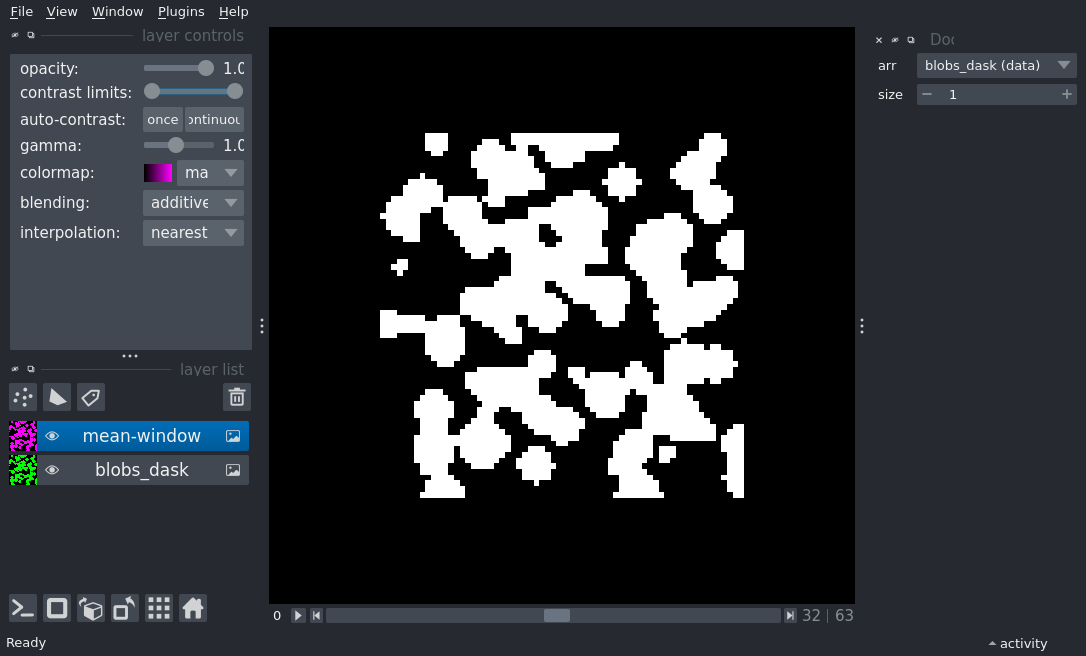 File View Window Plugins Help
layer controls
opacity: 1.0
contrast limits:
auto-contrast: once
gamma: 1.0
colormap: ma
blending: additive
interpolation: nearest
layer list
mean-window
blobs_dask
0 32 | 63
Ready
arr blobs_dask (data)
size − 1 +
activity